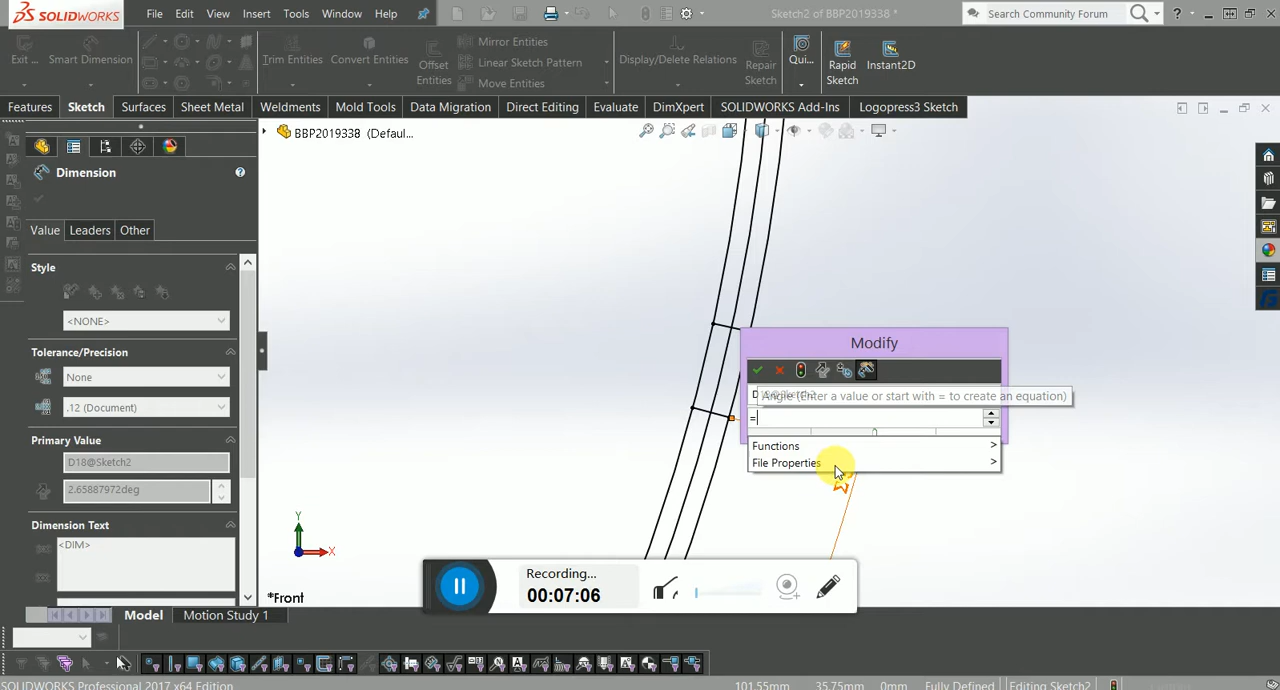 SOLIDWORKS
File Edit View Insert Tools Window Help
Sketch2 of BBP2019338 *
Search Community Forum
Exit ...
Smart Dimension
Trim Entities
Convert Entities
Offset Entities
Mirror Entities
Linear Sketch Pattern
Move Entities
Display/Delete Relations
Repair Sketch
Qui...
Rapid Sketch
Instant2D
Features Sketch Surfaces Sheet Metal Weldments Mold Tools Data Migration Direct Editing Evaluate DimXpert SOLIDWORKS Add-Ins Logopress3 Sketch
BBP2019338 (Defaul...
Dimension
Value Leaders Other
Style
<NONE>
Tolerance/Precision
None
.12 (Document)
Primary Value
D18@Sketch2
2.65887972deg
Dimension Text
<DIM>
Modify
Angle (Enter a value or start with = to create an equation)
=
Functions >
File Properties >
Y
X
*Front
Recording...
00:07:06
Model Motion Study 1
SOLIDWORKS Professional 2017 x64 Edition
101.55mm 35.75mm 0mm Fully Defined Editing Sketch2